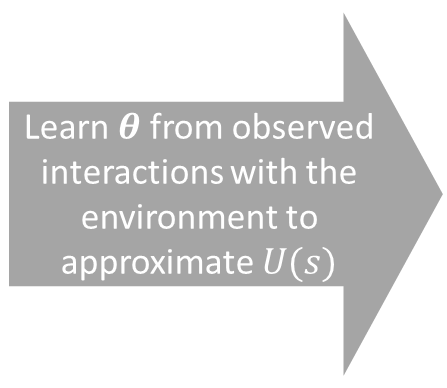 Learn 𝜽 from observed
interactions with the
environment to
approximate 𝑈(𝑠)